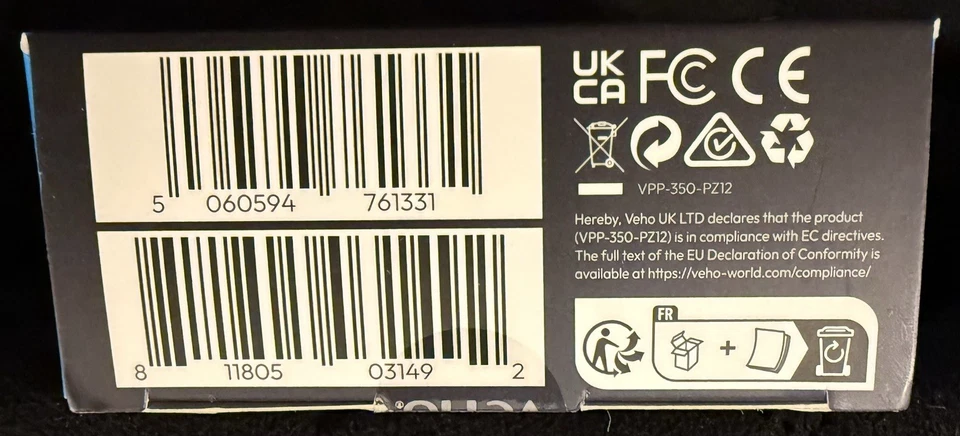 5 060594 761331
8 11805 03149 2
UK
CA FC CE
VPP-350-PZ12
Hereby, Veho UK LTD declares that the product
(VPP-350-PZ12) is in compliance with EC directives.
The full text of the EU Declaration of Conformity is
available at https://veho-world.com/compliance/
FR